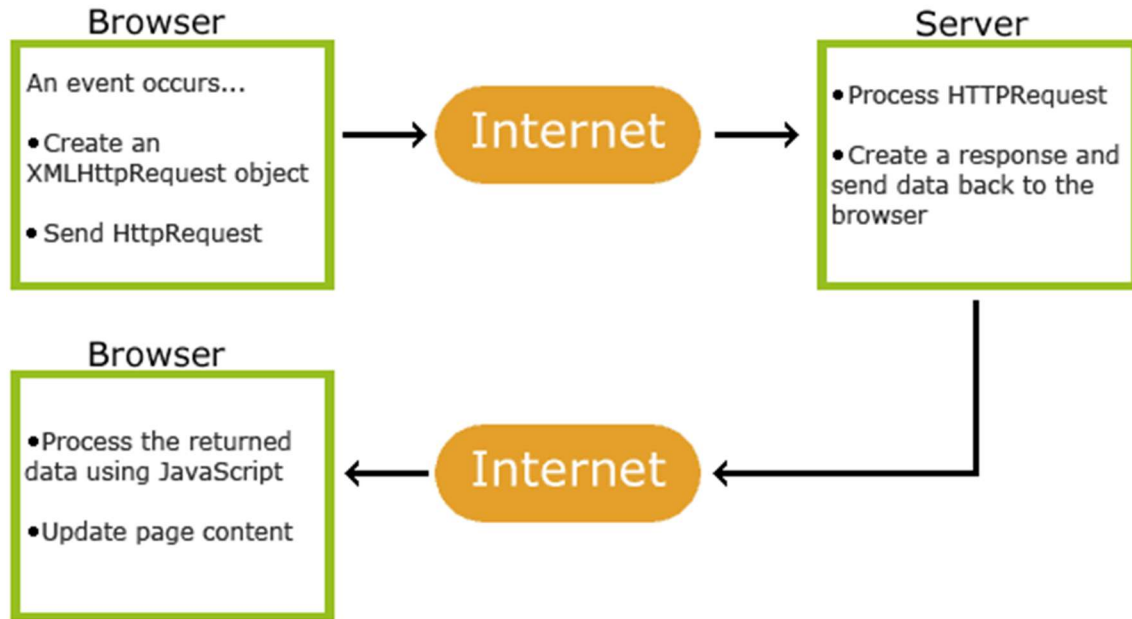 Browser
An event occurs...
●Create an
XMLHttpRequest object
●Send HttpRequest
Internet
Server
●Process HTTPRequest
●Create a response and
send data back to the
browser
Browser
●Process the returned
data using JavaScript
●Update page content
Internet